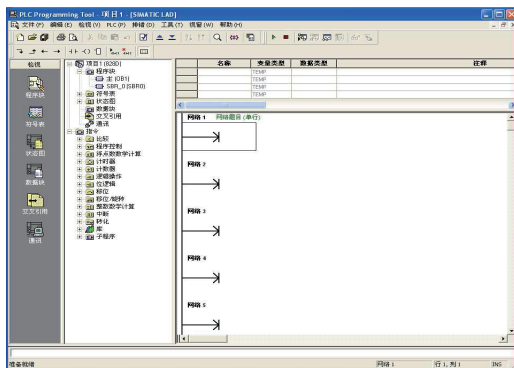 PLC Programming Tool - 项目1 - [SIMATIC LAD]
文件(F) 编辑(E) 检视(V) PLC(P) 排错(D) 工具(T) 视窗(W) 帮助(H)
检视
程序块
符号表
状态图
数据块
交叉引用
通讯
项目1 (828D)
程序块
主 (OB1)
SBR_0 (SBR0)
符号表
状态图
数据块
交叉引用
通讯
指令
比较
程序控制
浮点数数学计算
计时器
计数器
逻辑操作
位逻辑
移位
移位/旋转
整数数学计算
中断
转化
库
子程序
名称 变量类型 数据类型 注释
TEMP
TEMP
TEMP
TEMP
网络 1 网络题目 (单行)
网络 2
网络 3
网络 4
网络 5
准备就绪 网络 1 行 1, 列 1 INS